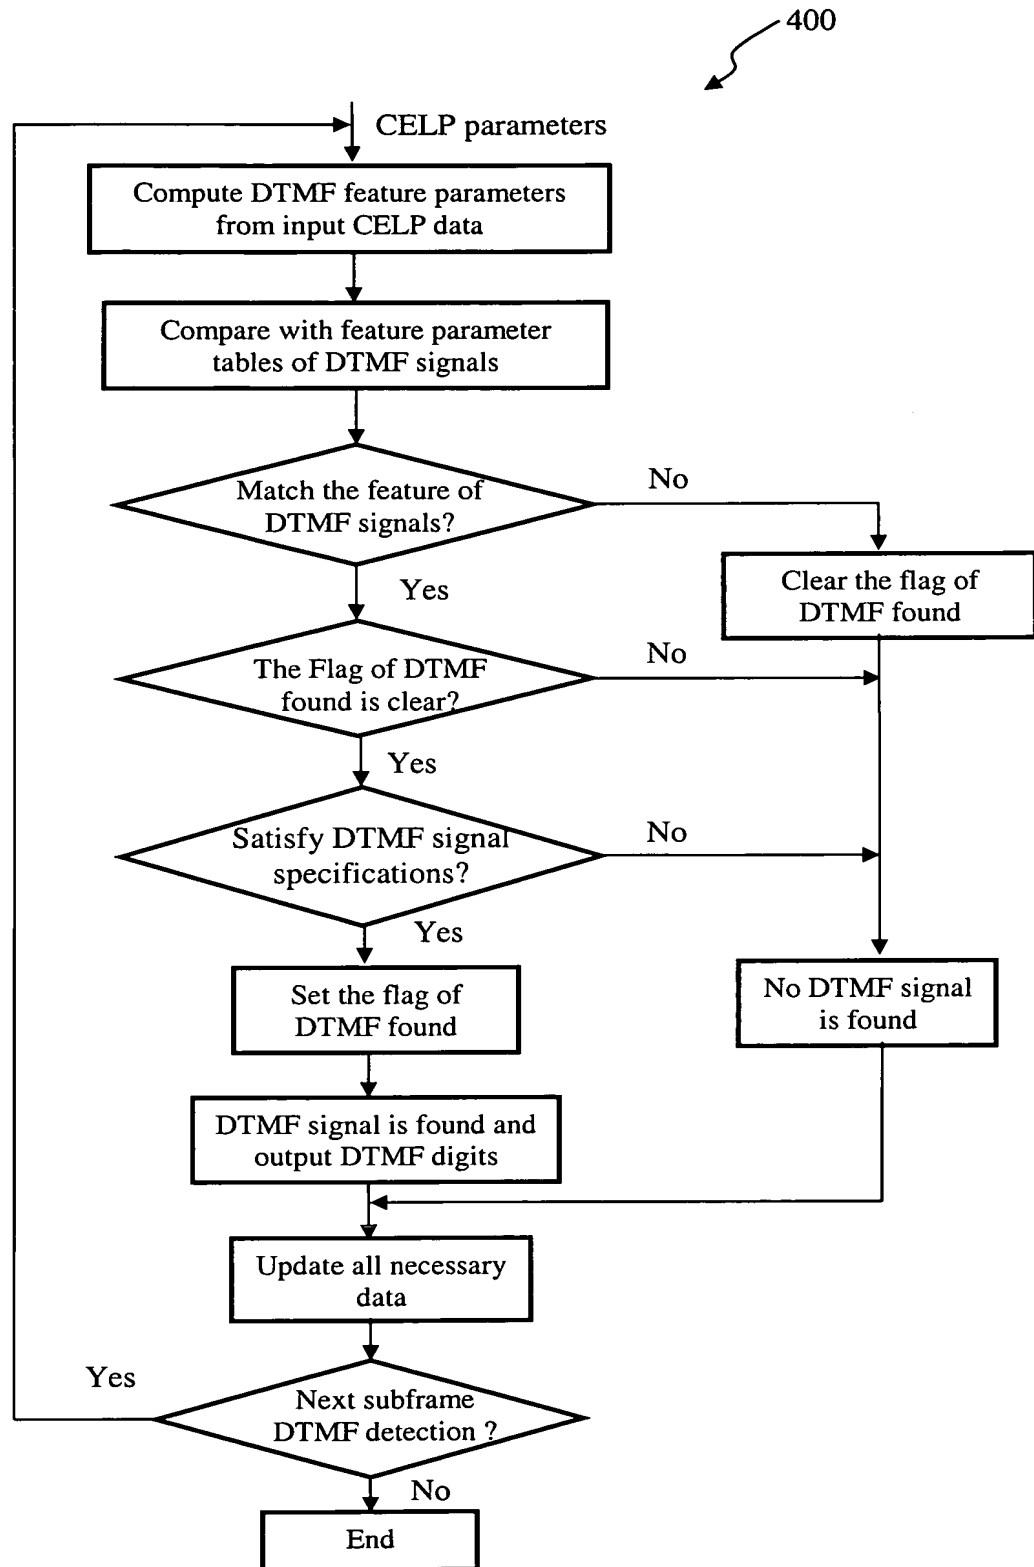 400
CELP parameters
Compute DTMF feature parameters
from input CELP data
Compare with feature parameter
tables of DTMF signals
Match the feature of
DTMF signals?
No
Yes
Clear the flag of
DTMF found
The Flag of DTMF
found is clear?
No
Yes
Satisfy DTMF signal
specifications?
No
Yes
Set the flag of
DTMF found
No DTMF signal
is found
DTMF signal is found and
output DTMF digits
Update all necessary
data
Yes
Next subframe
DTMF detection ?
No
End